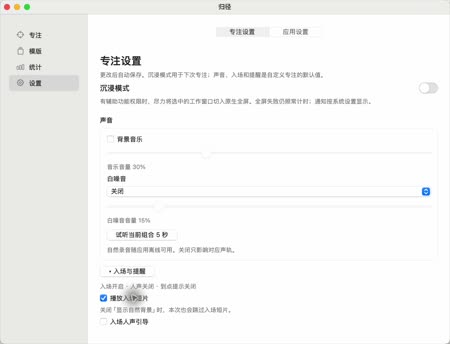 归径
专注设置
应用设置
专注
模版
统计
设置
专注设置
更改后自动保存。沉浸模式用于下次专注；声音、入场和提醒是自定义专注的默认值。
沉浸模式
有辅助功能权限时，尽力将选中的工作窗口切入原生全屏。全屏失败仍照常计时；通知按系统设置显示。
声音
背景音乐
音乐音量 30%
白噪音
关闭
白噪音音量 15%
试听当前组合 5 秒
自然录音随应用离线可用。关闭只影响对应声轨。
入场与提醒
入场开启 · 人声关闭 · 到点提示关闭
播放入场短片
关闭「显示自然背景」时，本次也会跳过入场短片。
入场人声引导